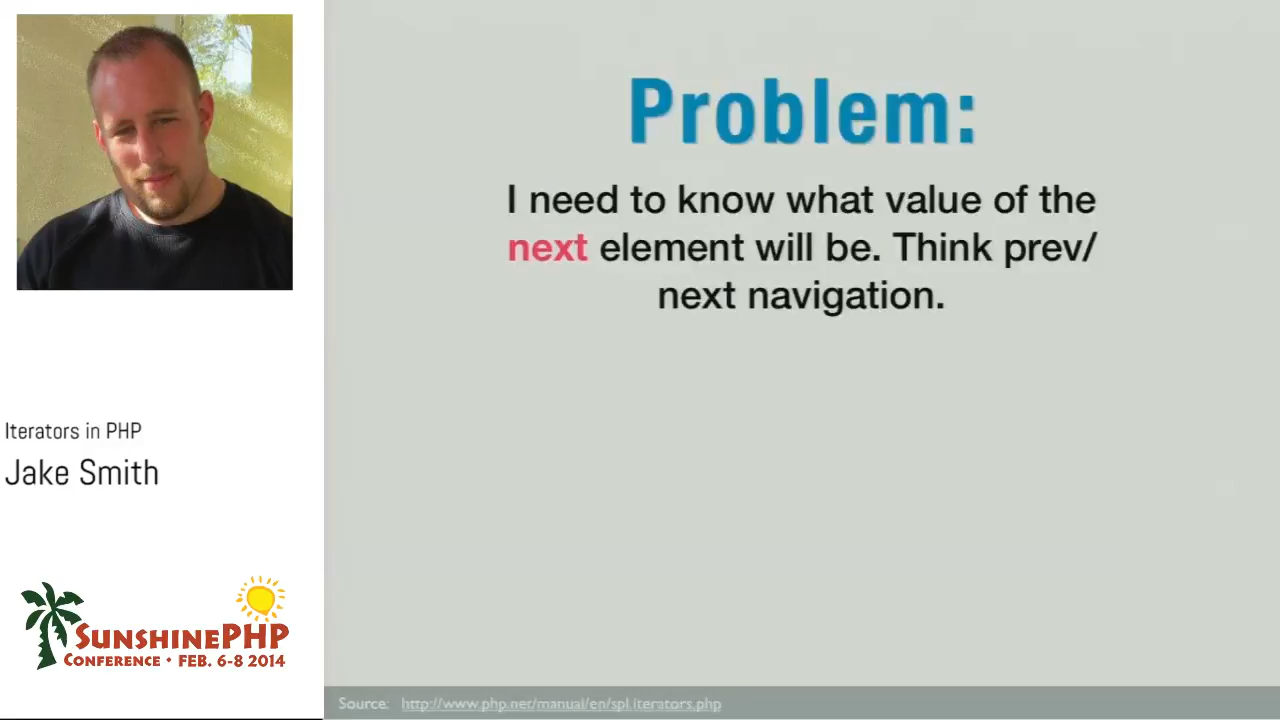 Problem:
I need to know what value of the
next element will be. Think prev/
next navigation.
Iterators in PHP
Jake Smith
SUNSHINEPHP
CONFERENCE • FEB. 6-8 2014
Source: http://www.php.net/manual/en/spl.iterators.php